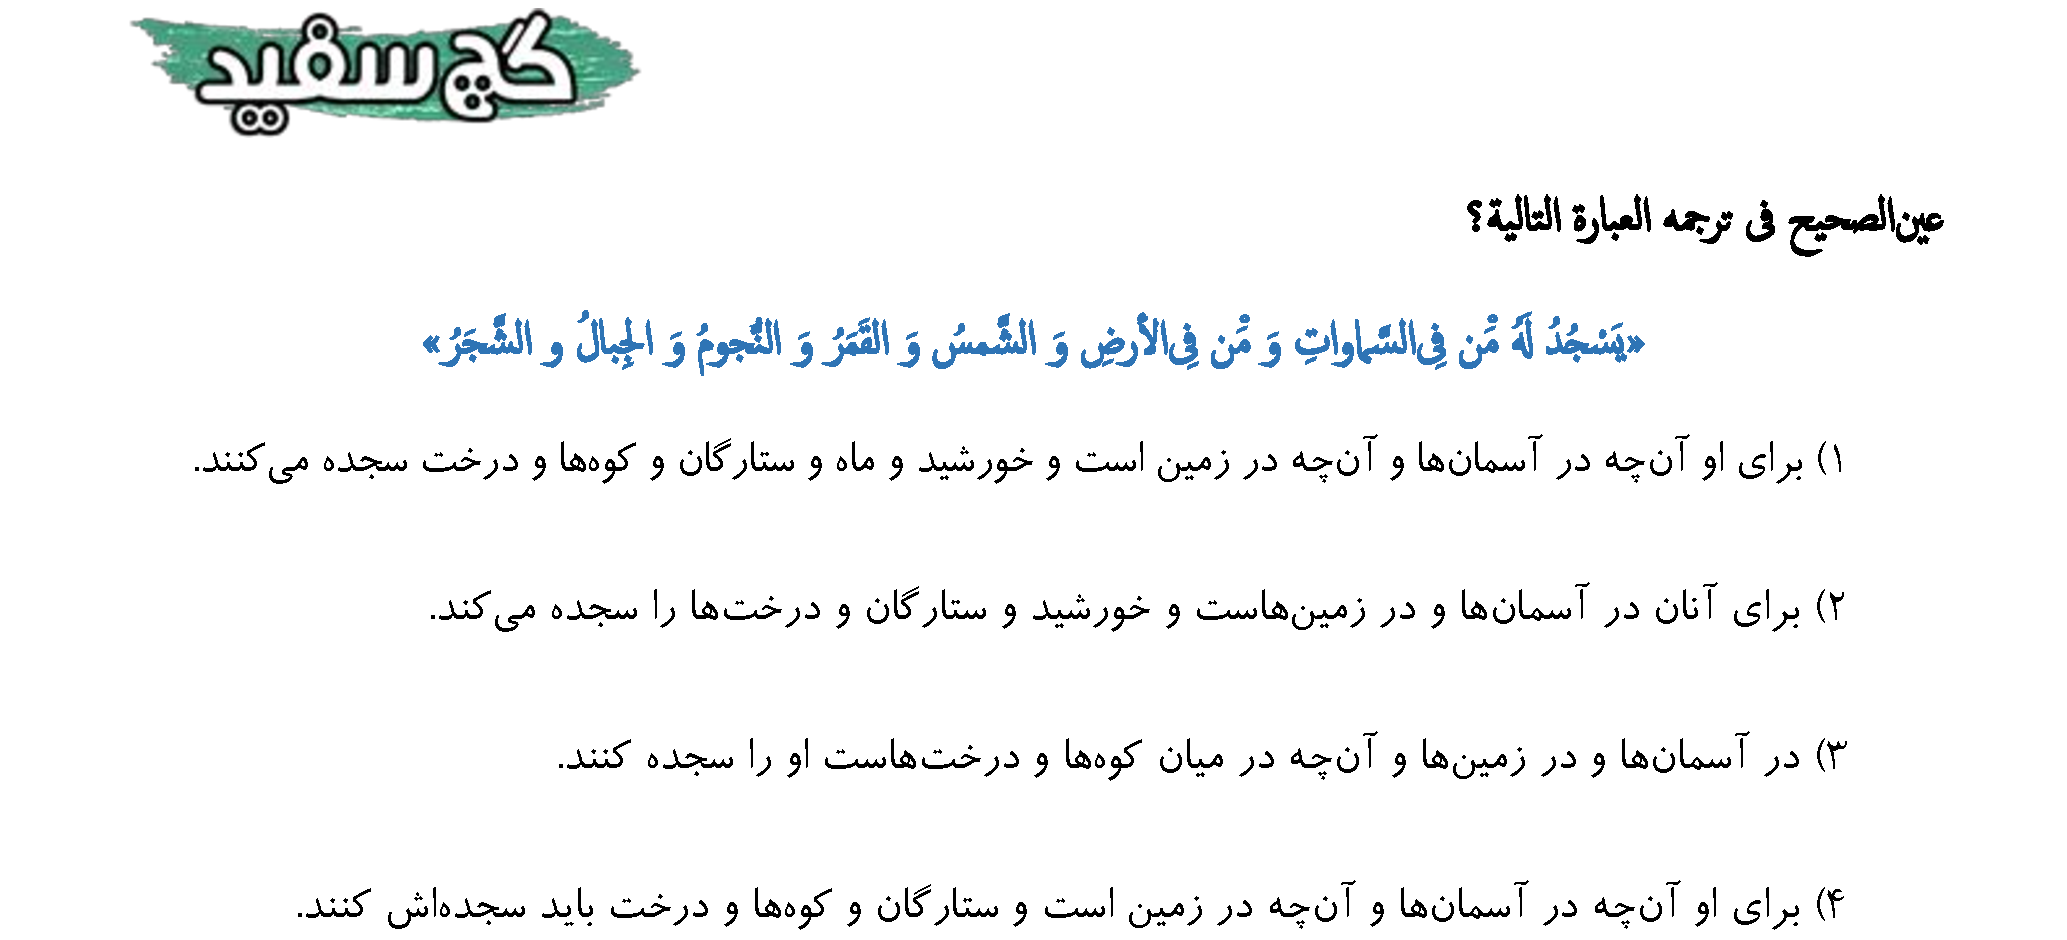 گچ سفید
عین‌الصحیح فی ترجمه العبارة التالیة؟
«یَسْجُدُ لَهُ مَْن فِی‌السَّماواتِ وَ مَْن فِی‌الأرضِ وَ الشَّمسُ وَ القَمَرُ وَ النُّجومُ وَ الجِبالُ و الشَّجَرُ»
۱) برای او آن‌چه در آسمان‌ها و آن‌چه در زمین است و خورشید و ماه و ستارگان و کوه‌ها و درخت سجده می‌کنند.
۲) برای آنان در آسمان‌ها و در زمین‌هاست و خورشید و ستارگان و درخت‌ها را سجده می‌کند.
۳) در آسمان‌ها و در زمین‌ها و آن‌چه در میان کوه‌ها و درخت‌هاست او را سجده کنند.
۴) برای او آن‌چه در آسمان‌ها و آن‌چه در زمین است و ستارگان و کوه‌ها و درخت باید سجده‌اش کنند.